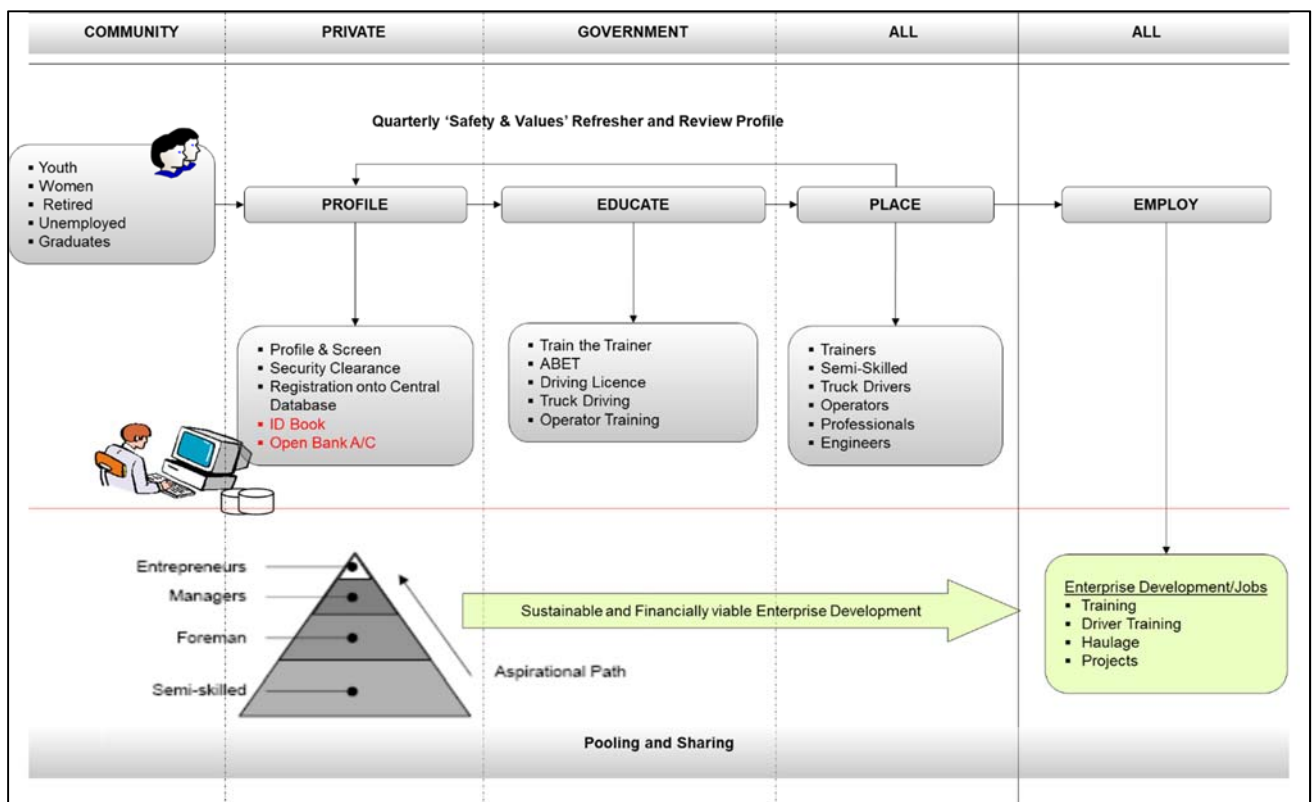 COMMUNITY
PRIVATE
GOVERNMENT
ALL
ALL
Quarterly ‘Safety & Values’ Refresher and Review Profile
▪ Youth
▪ Women
▪ Retired
▪ Unemployed
▪ Graduates
PROFILE
EDUCATE
PLACE
EMPLOY
▪ Profile & Screen
▪ Security Clearance
▪ Registration onto Central
Database
▪ ID Book
▪ Open Bank A/C
▪ Train the Trainer
▪ ABET
▪ Driving Licence
▪ Truck Driving
▪ Operator Training
▪ Trainers
▪ Semi-Skilled
▪ Truck Drivers
▪ Operators
▪ Professionals
▪ Engineers
Entrepreneurs
Managers
Foreman
Semi-skilled
Aspirational Path
Sustainable and Financially viable Enterprise Development
Enterprise Development/Jobs
▪ Training
▪ Driver Training
▪ Haulage
▪ Projects
Pooling and Sharing